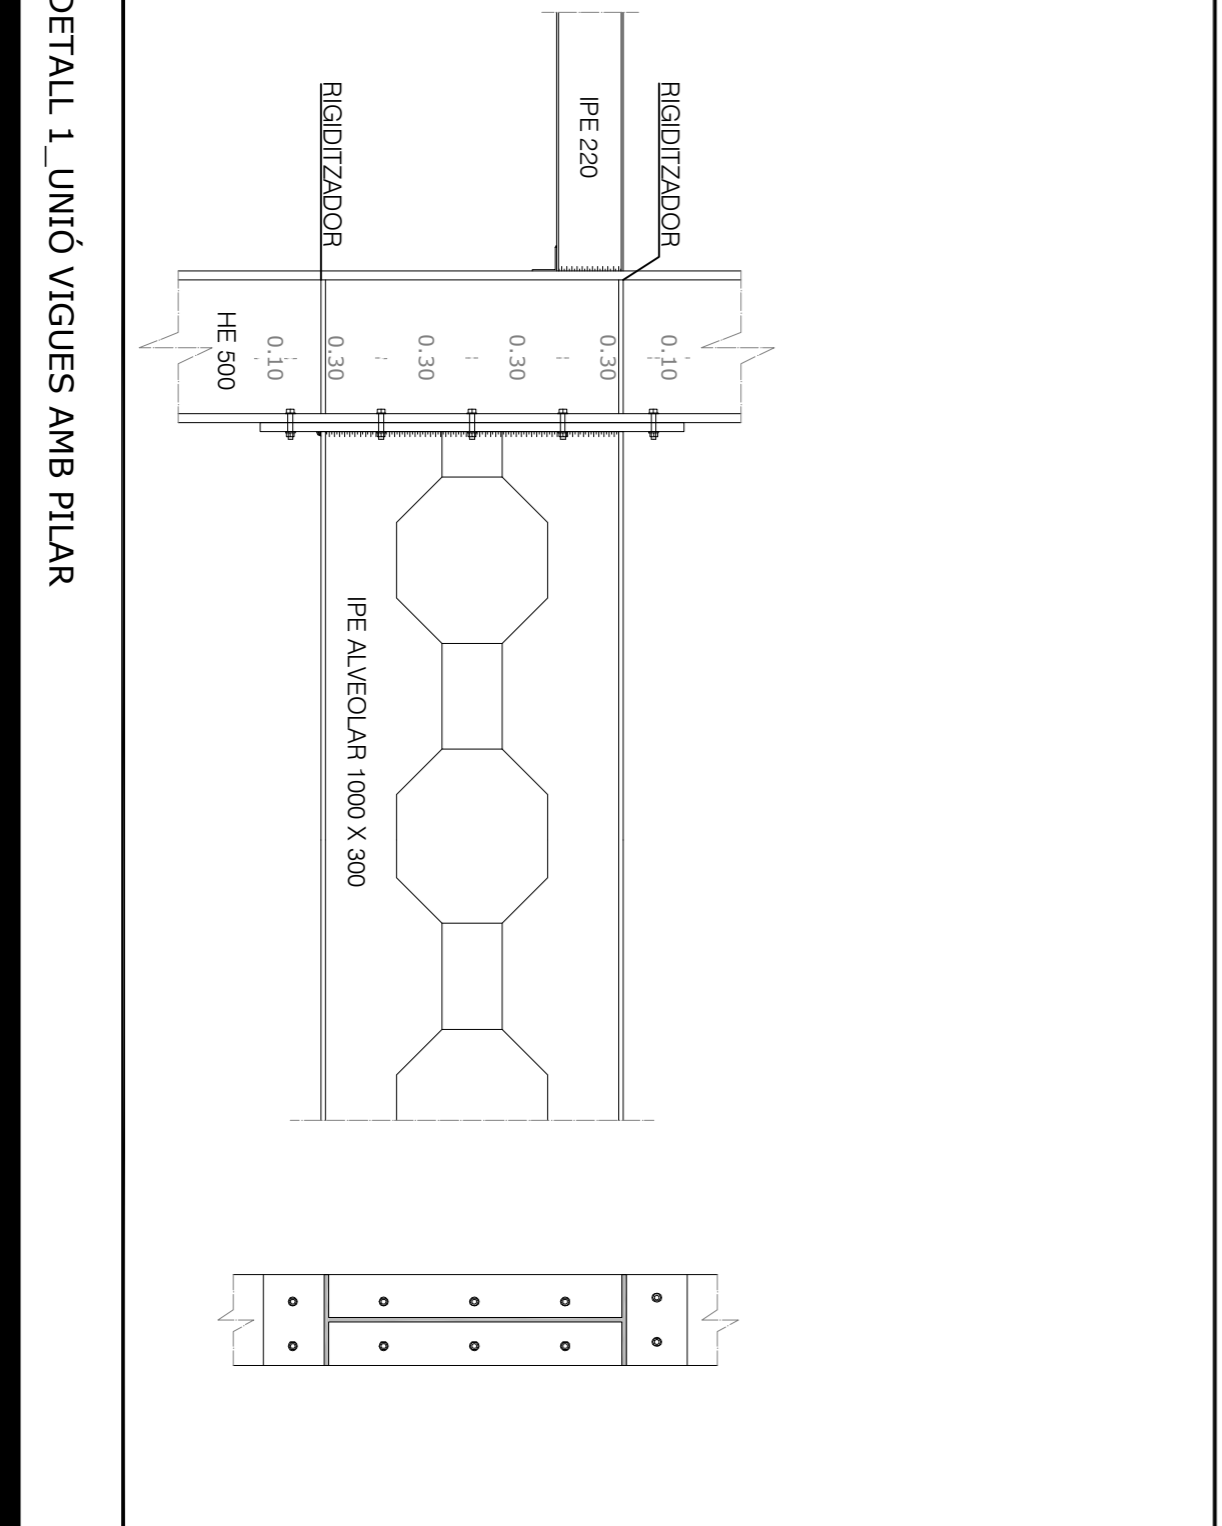 RIGIDITZADOR
IPE 220
RIGIDITZADOR
0.10
0.30
0.30
0.30
0.30
0.10
HE 500
IPE ALVEOLAR 1000 X 300
DETALL 1_UNIÓ VIGUES AMB PILAR